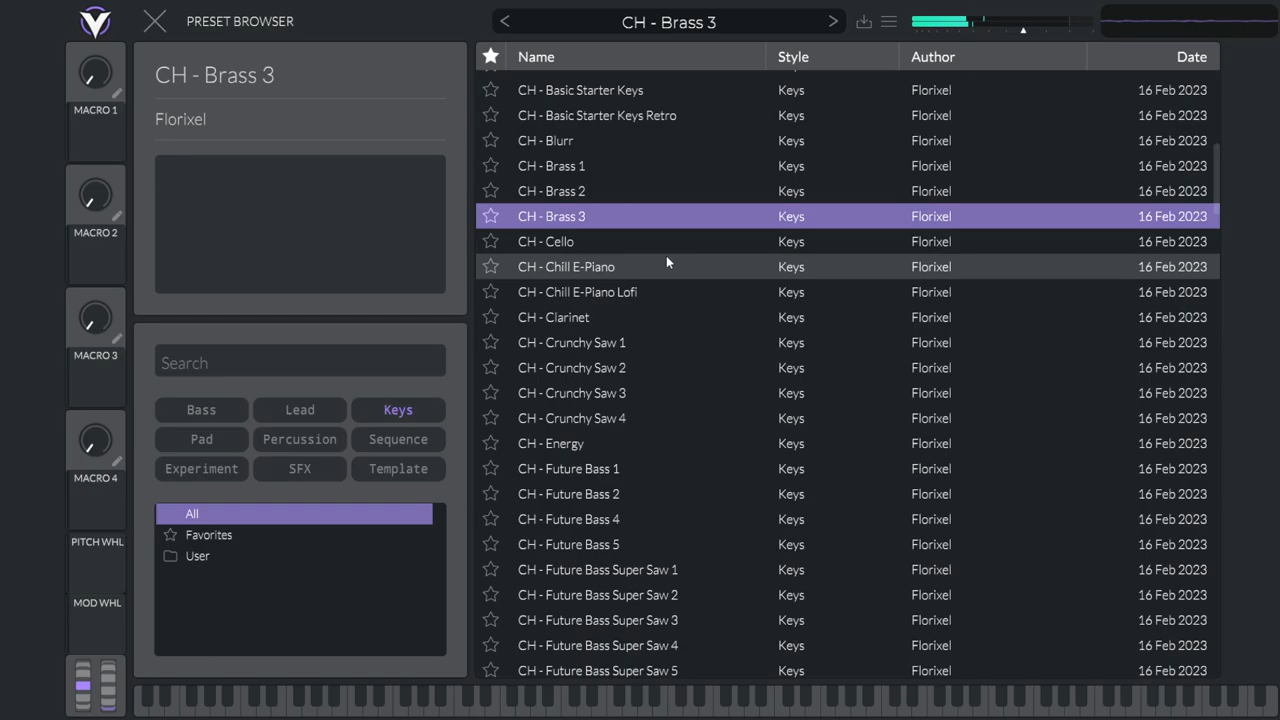 PRESET BROWSER
CH - Brass 3
MACRO 1
MACRO 2
MACRO 3
MACRO 4
PITCH WHL
MOD WHL
CH - Brass 3
Florixel
Search
Bass Lead Keys
Pad Percussion Sequence
Experiment SFX Template
All
Favorites
User
Name Style Author Date
CH - Basic Starter Keys Keys Florixel 16 Feb 2023
CH - Basic Starter Keys Retro Keys Florixel 16 Feb 2023
CH - Blurr Keys Florixel 16 Feb 2023
CH - Brass 1 Keys Florixel 16 Feb 2023
CH - Brass 2 Keys Florixel 16 Feb 2023
CH - Brass 3 Keys Florixel 16 Feb 2023
CH - Cello Keys Florixel 16 Feb 2023
CH - Chill E-Piano Keys Florixel 16 Feb 2023
CH - Chill E-Piano Lofi Keys Florixel 16 Feb 2023
CH - Clarinet Keys Florixel 16 Feb 2023
CH - Crunchy Saw 1 Keys Florixel 16 Feb 2023
CH - Crunchy Saw 2 Keys Florixel 16 Feb 2023
CH - Crunchy Saw 3 Keys Florixel 16 Feb 2023
CH - Crunchy Saw 4 Keys Florixel 16 Feb 2023
CH - Energy Keys Florixel 16 Feb 2023
CH - Future Bass 1 Keys Florixel 16 Feb 2023
CH - Future Bass 2 Keys Florixel 16 Feb 2023
CH - Future Bass 4 Keys Florixel 16 Feb 2023
CH - Future Bass 5 Keys Florixel 16 Feb 2023
CH - Future Bass Super Saw 1 Keys Florixel 16 Feb 2023
CH - Future Bass Super Saw 2 Keys Florixel 16 Feb 2023
CH - Future Bass Super Saw 3 Keys Florixel 16 Feb 2023
CH - Future Bass Super Saw 4 Keys Florixel 16 Feb 2023
CH - Future Bass Super Saw 5 Keys Florixel 16 Feb 2023